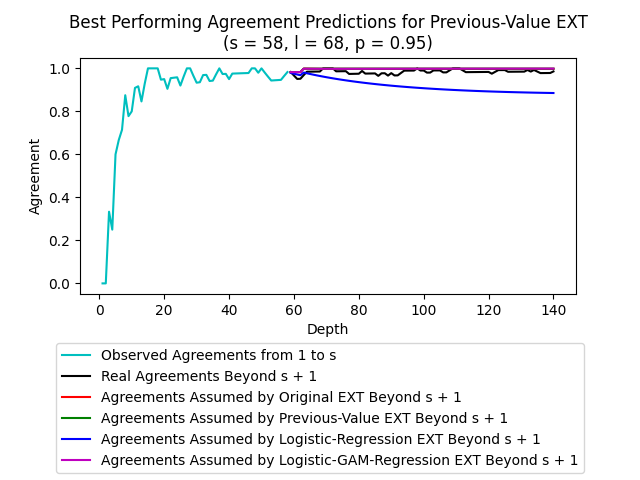 Best Performing Agreement Predictions for Previous-Value EXT
(s = 58, l = 68, p = 0.95)
1.0
0.8
0.6
0.4
0.2
0.0
Agreement
0 20 40 60 80 100 120 140
Depth
Observed Agreements from 1 to s
Real Agreements Beyond s + 1
Agreements Assumed by Original EXT Beyond s + 1
Agreements Assumed by Previous-Value EXT Beyond s + 1
Agreements Assumed by Logistic-Regression EXT Beyond s + 1
Agreements Assumed by Logistic-GAM-Regression EXT Beyond s + 1